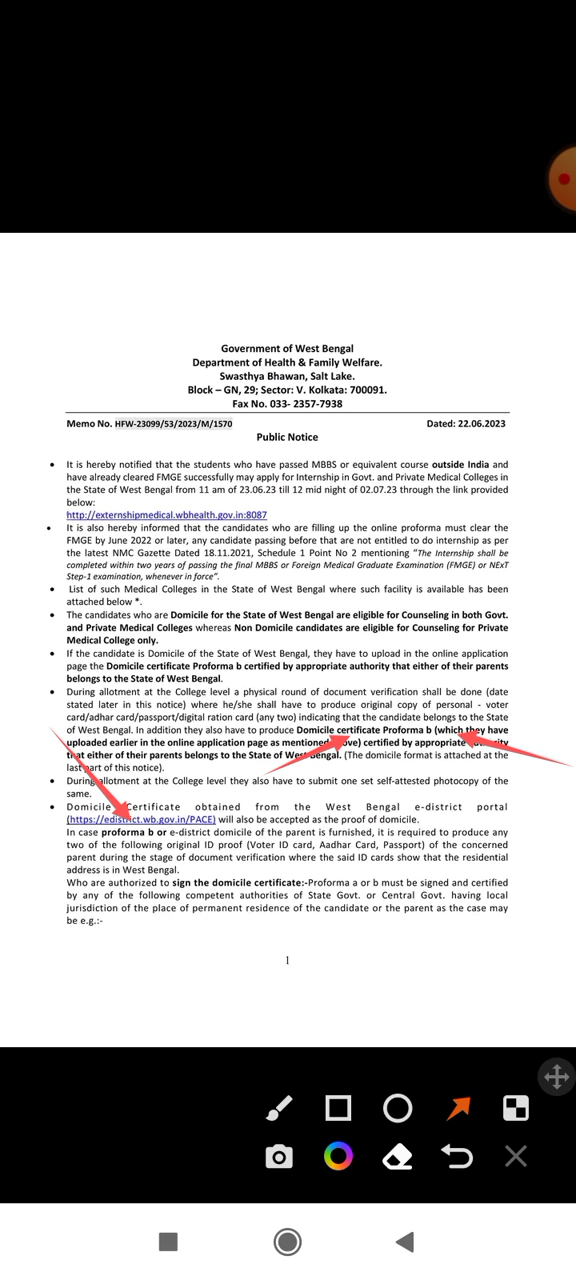 Government of West Bengal
Department of Health & Family Welfare.
Swasthya Bhawan, Salt Lake.
Block – GN, 29; Sector: V. Kolkata: 700091.
Fax No. 033- 2357-7938
Memo No. HFW-23099/53/2023/M/1570 Dated: 22.06.2023
Public Notice
• It is hereby notified that the students who have passed MBBS or equivalent course outside India and
have already cleared FMGE successfully may apply for Internship in Govt. and Private Medical Colleges in
the State of West Bengal from 11 am of 23.06.23 till 12 mid night of 02.07.23 through the link provided
below:
http://externshipmedical.wbhealth.gov.in:8087
• It is also hereby informed that the candidates who are filling up the online proforma must clear the
FMGE by June 2022 or later, any candidate passing before that are not entitled to do internship as per
the latest NMC Gazette Dated 18.11.2021, Schedule 1 Point No 2 mentioning "The Internship shall be
completed within two years of passing the final MBBS or Foreign Medical Graduate Examination (FMGE) or NExT
Step-1 examination, whenever in force".
• List of such Medical Colleges in the State of West Bengal where such facility is available has been
attached below *.
• The candidates who are Domicile for the State of West Bengal are eligible for Counseling in both Govt.
and Private Medical Colleges whereas Non Domicile candidates are eligible for Counseling for Private
Medical College only.
• If the candidate is Domicile of the State of West Bengal, they have to upload in the online application
page the Domicile certificate Proforma b certified by appropriate authority that either of their parents
belongs to the State of West Bengal.
• During allotment at the College level a physical round of document verification shall be done (date
stated later in this notice) where he/she shall have to produce original copy of personal - voter
card/adhar card/passport/digital ration card (any two) indicating that the candidate belongs to the State
of West Bengal. In addition they also have to produce Domicile certificate Proforma b (which they have
uploaded earlier in the online application page as mentioned above) certified by appropriate
that either of their parents belongs to the State of West Bengal. (The domicile format is attached at the
last part of this notice).
• During allotment at the College level they also have to submit one set self-attested photocopy of the
same.
• Domicile Certificate obtained from the West Bengal e-district portal
(https://edistrict.wb.gov.in/PACE) will also be accepted as the proof of domicile.
In case proforma b or e-district domicile of the parent is furnished, it is required to produce any
two of the following original ID proof (Voter ID card, Aadhar Card, Passport) of the concerned
parent during the stage of document verification where the said ID cards show that the residential
address is in West Bengal.
Who are authorized to sign the domicile certificate:-Proforma a or b must be signed and certified
by any of the following competent authorities of State Govt. or Central Govt. having local
jurisdiction of the place of permanent residence of the candidate or the parent as the case may
be e.g.:-
1